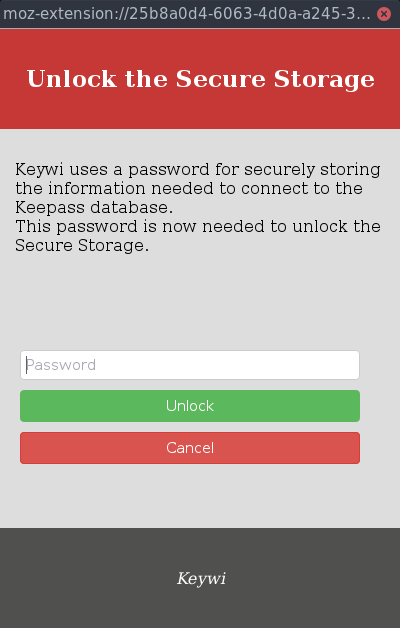 moz-extension://25b8a0d4-6063-4d0a-a245-3...
Unlock the Secure Storage
Keywi uses a password for securely storing
the information needed to connect to the
Keepass database.
This password is now needed to unlock the
Secure Storage.
Password
Unlock
Cancel
Keywi